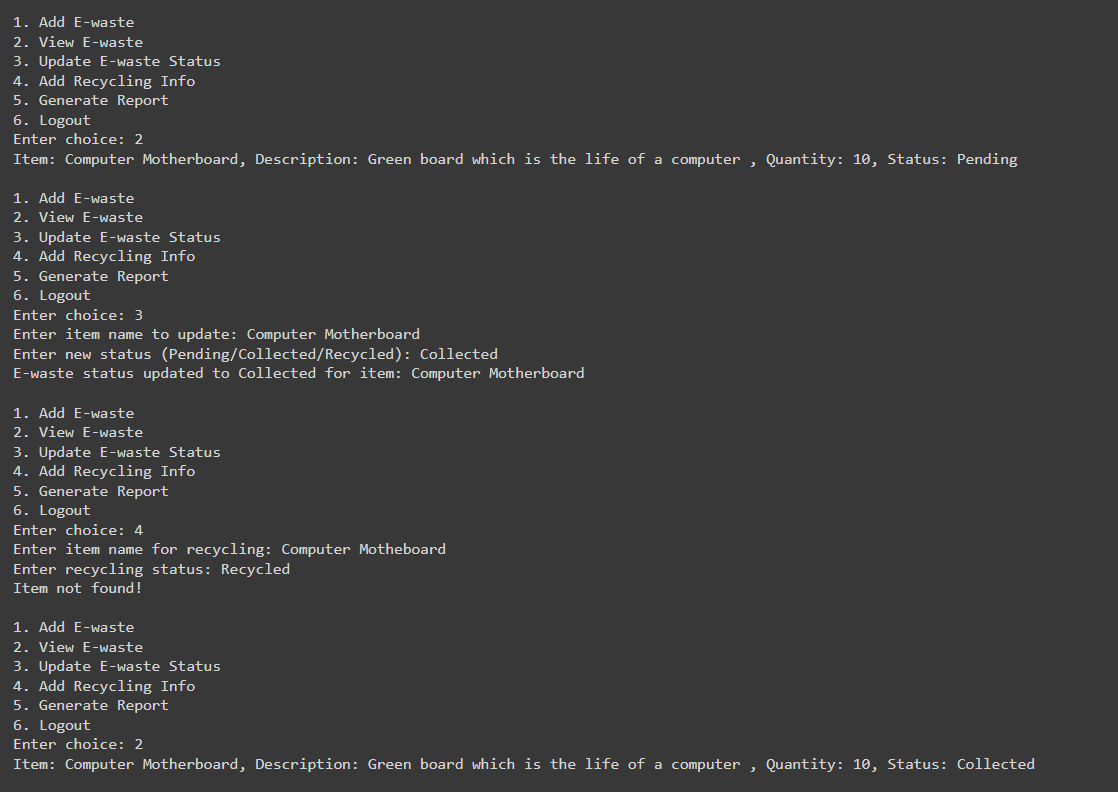 1. Add E-waste
2. View E-waste
3. Update E-waste Status
4. Add Recycling Info
5. Generate Report
6. Logout
Enter choice: 2
Item: Computer Motherboard, Description: Green board which is the life of a computer , Quantity: 10, Status: Pending
1. Add E-waste
2. View E-waste
3. Update E-waste Status
4. Add Recycling Info
5. Generate Report
6. Logout
Enter choice: 3
Enter item name to update: Computer Motherboard
Enter new status (Pending/Collected/Recycled): Collected
E-waste status updated to Collected for item: Computer Motherboard
1. Add E-waste
2. View E-waste
3. Update E-waste Status
4. Add Recycling Info
5. Generate Report
6. Logout
Enter choice: 4
Enter item name for recycling: Computer Motheboard
Enter recycling status: Recycled
Item not found!
1. Add E-waste
2. View E-waste
3. Update E-waste Status
4. Add Recycling Info
5. Generate Report
6. Logout
Enter choice: 2
Item: Computer Motherboard, Description: Green board which is the life of a computer , Quantity: 10, Status: Collected